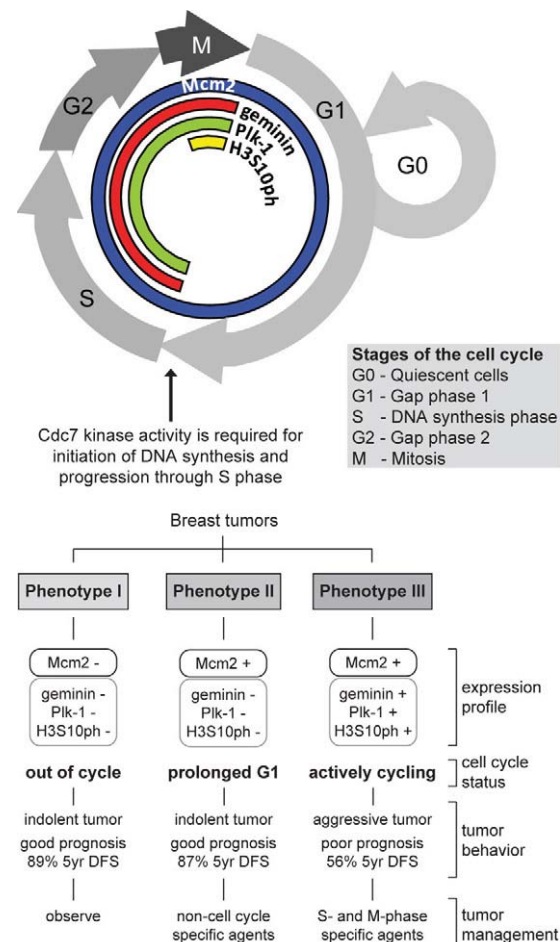 M
Mcm2
G2
G1
geminin
Plk-1
H3S10ph
G0
S
Stages of the cell cycle
G0 - Quiescent cells
G1 - Gap phase 1
S - DNA synthesis phase
G2 - Gap phase 2
M - Mitosis
Cdc7 kinase activity is required for
initiation of DNA synthesis and
progression through S phase
Breast tumors
Phenotype I
Phenotype II
Phenotype III
Mcm2 -
Mcm2 +
Mcm2 +
geminin -
Plk-1 -
H3S10ph -
geminin -
Plk-1 -
H3S10ph -
geminin +
Plk-1 +
H3S10ph +
expression
profile
out of cycle
prolonged G1
actively cycling
cell cycle
status
indolent tumor
good prognosis
89% 5yr DFS
indolent tumor
good prognosis
87% 5yr DFS
aggressive tumor
poor prognosis
56% 5yr DFS
tumor
behavior
observe
non-cell cycle
specific agents
S- and M-phase
specific agents
tumor
management